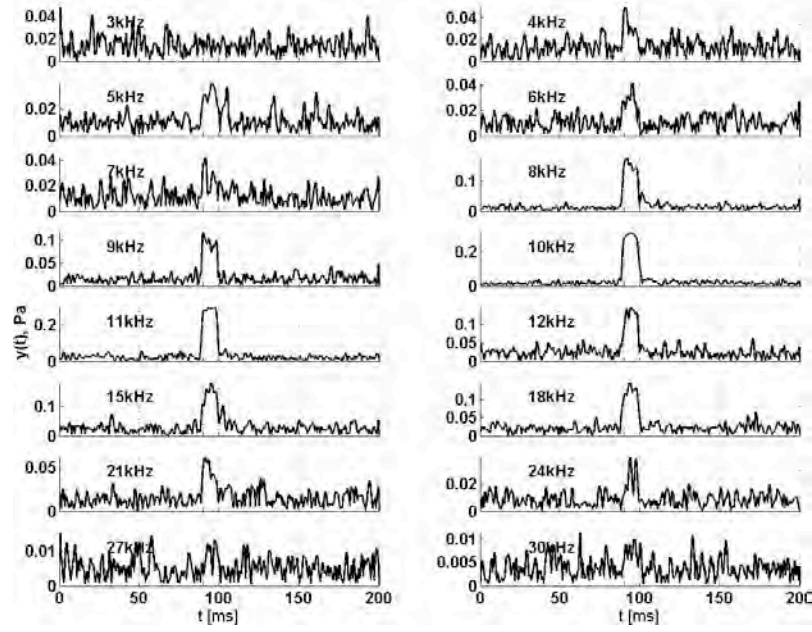 3kHz
0.04
0.02
0
4kHz
0.04
0.02
0
5kHz
0.02
0
6kHz
0.04
0.02
0
7kHz
0.04
0.02
0
8kHz
0.1
0
9kHz
0.1
0.05
0
10kHz
0.2
0
y(t), Pa
11kHz
0.2
0
12kHz
0.1
0.05
0
15kHz
0.1
0
18kHz
0.1
0.05
0
21kHz
0.05
0
24kHz
0.02
0
27kHz
0.01
0
0 50 100 150 200
t [ms]
30kHz
0.01
0.005
0
0 50 100 150 200
t [ms]